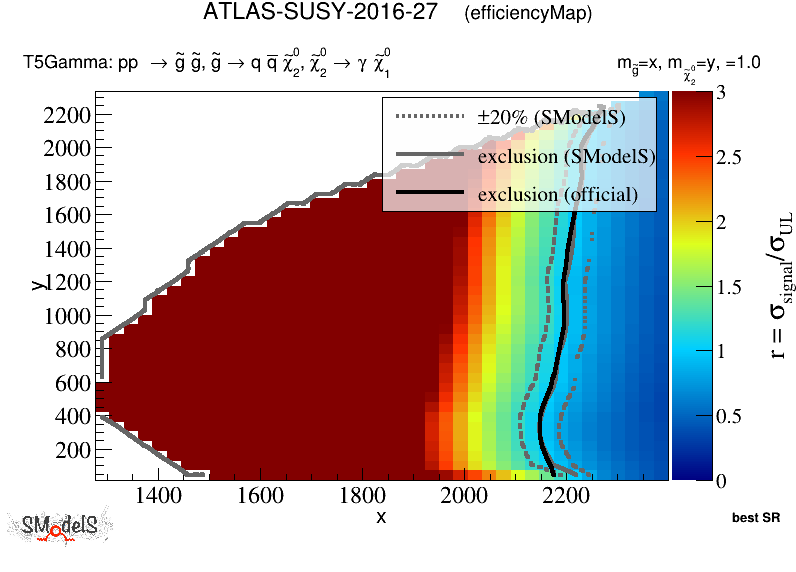 ATLAS-SUSY-2016-27 (efficiencyMap)
T5Gamma: pp → g̃ g̃, g̃ → q q̅ χ̃₂⁰, χ̃₂⁰ → γ χ̃₁⁰ m_g̃=x, m_χ̃₂⁰=y, =1.0
±20% (SModelS)
exclusion (SModelS)
exclusion (official)
2200
2000
1800
1600
1400
1200
1000
800
600
400
200
y
1400 1600 1800 2000 2200
x
3
2.5
2
1.5
1
0.5
0
r = σ_signal/σ_UL
SModelS
best SR